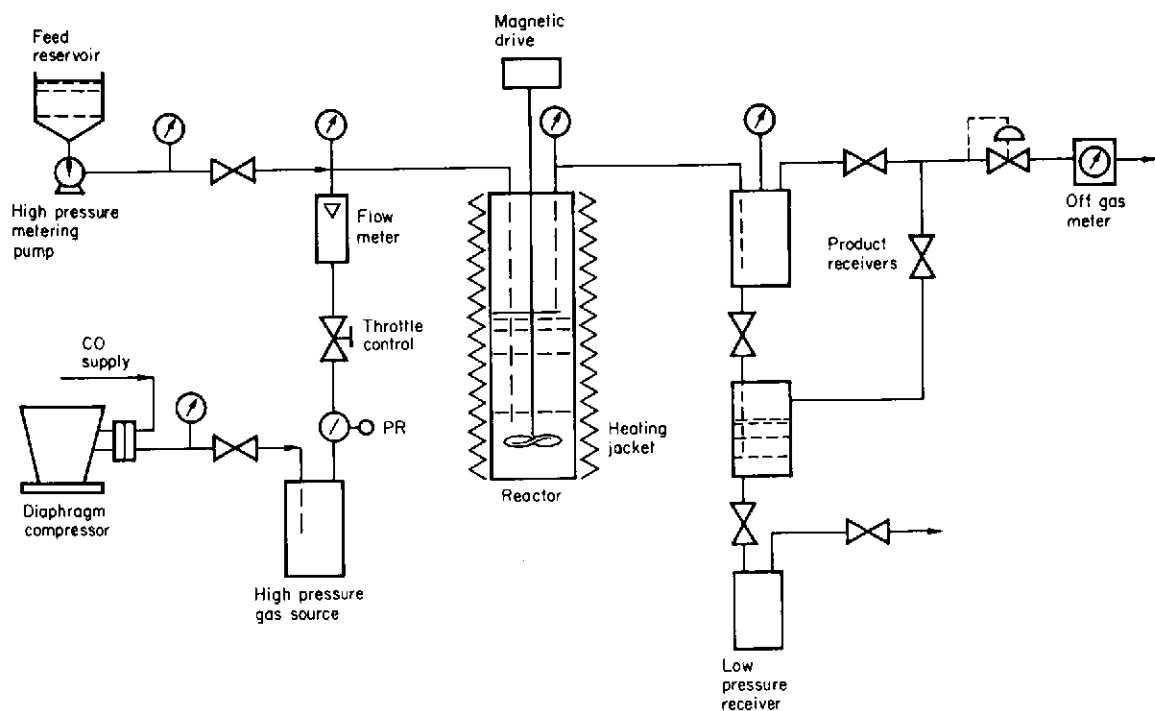 Magnetic
drive
Feed
reservoir
High pressure
metering
pump
Flow
meter
Product
receivers
Off gas
meter
Throttle
control
CO
supply
PR
Heating
jacket
Reactor
Diaphragm
compressor
High pressure
gas source
Low
pressure
receiver